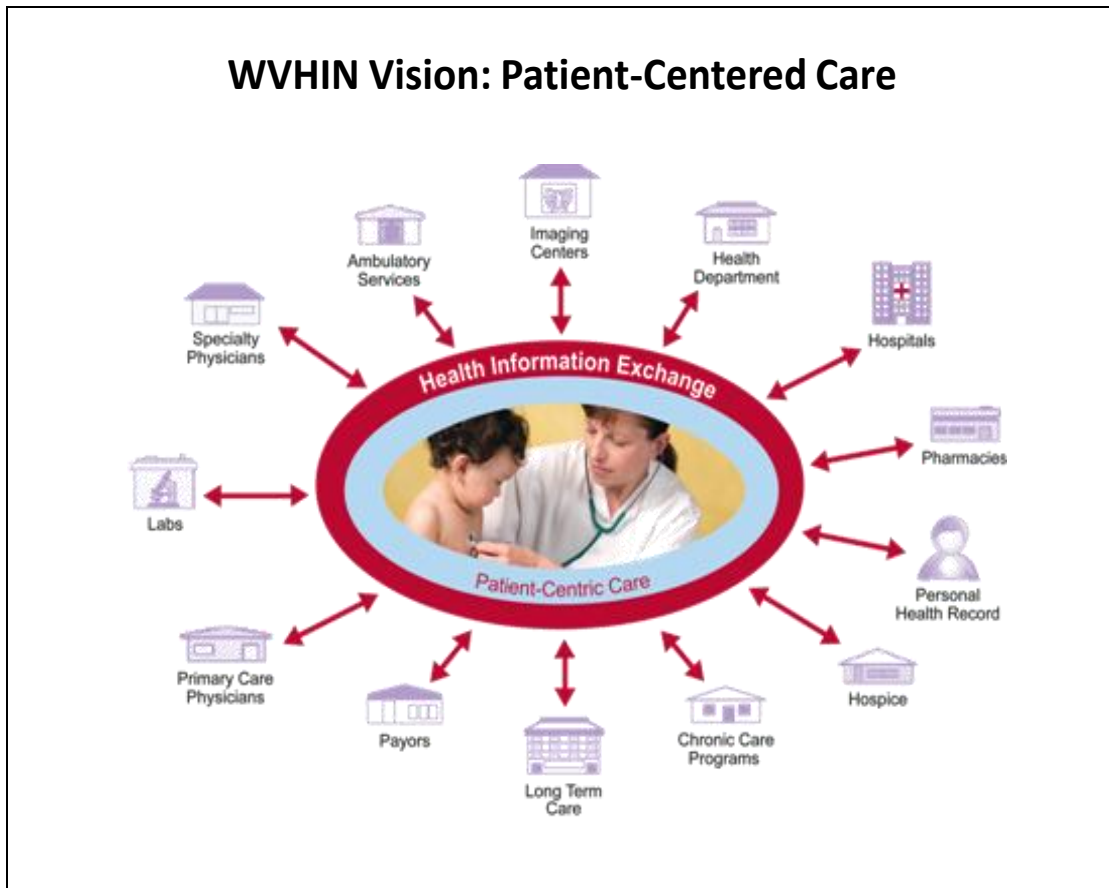 WVHIN Vision: Patient-Centered Care
Imaging
Centers
Ambulatory
Services
Health
Department
Specialty
Physicians
Hospitals
Health Information Exchange
Pharmacies
Labs
Patient-Centric Care
Personal
Health Record
Primary Care
Physicians
Hospice
Payors
Chronic Care
Programs
Long Term
Care